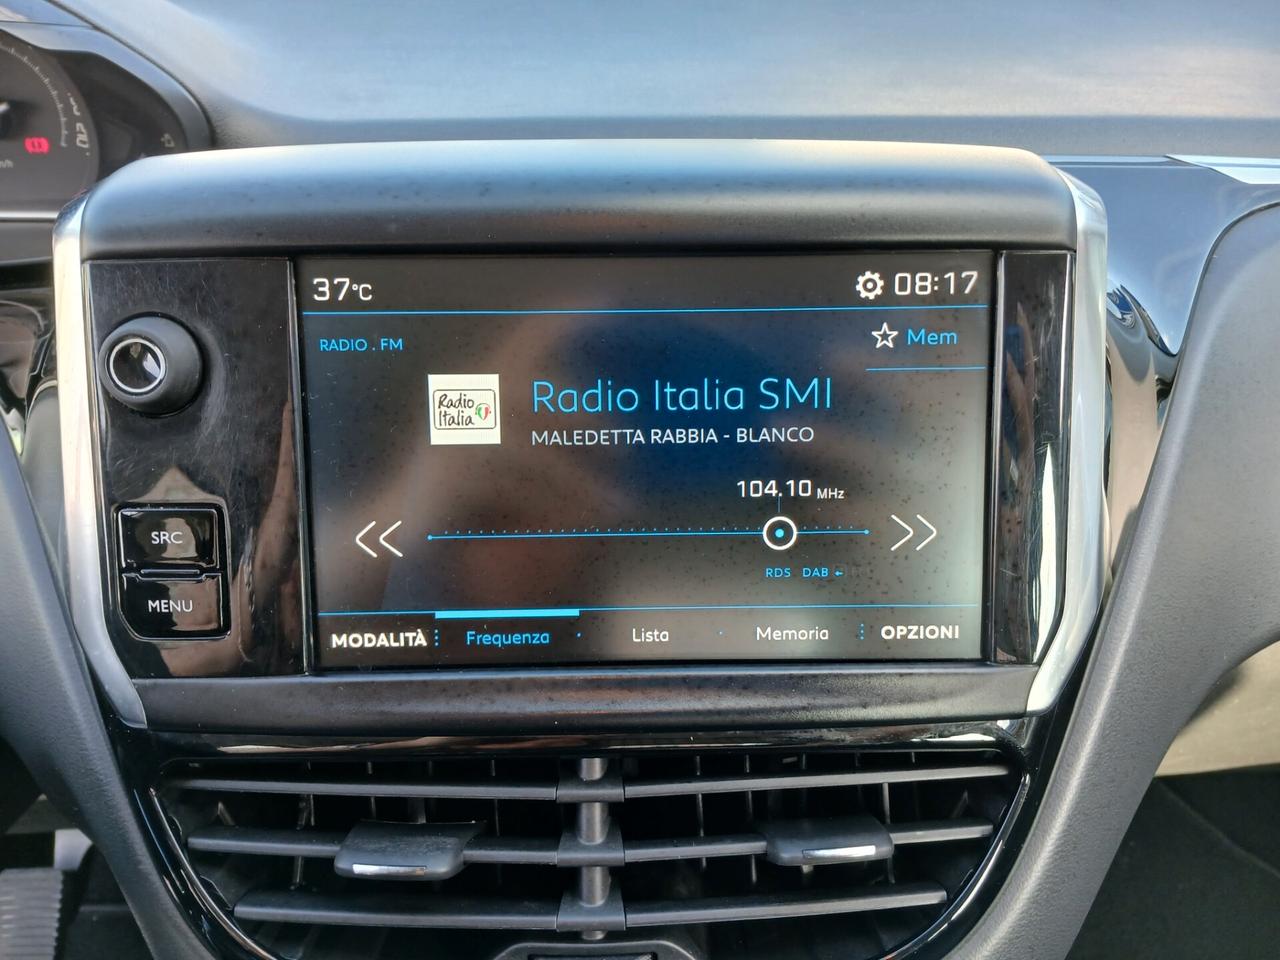 37°C
08:17
RADIO . FM
Mem
Radio Italia
Radio Italia SMI
MALEDETTA RABBIA - BLANCO
104.10 MHz
RDS DAB
MODALITÀ
Frequenza
Lista
Memoria
OPZIONI
SRC
MENU